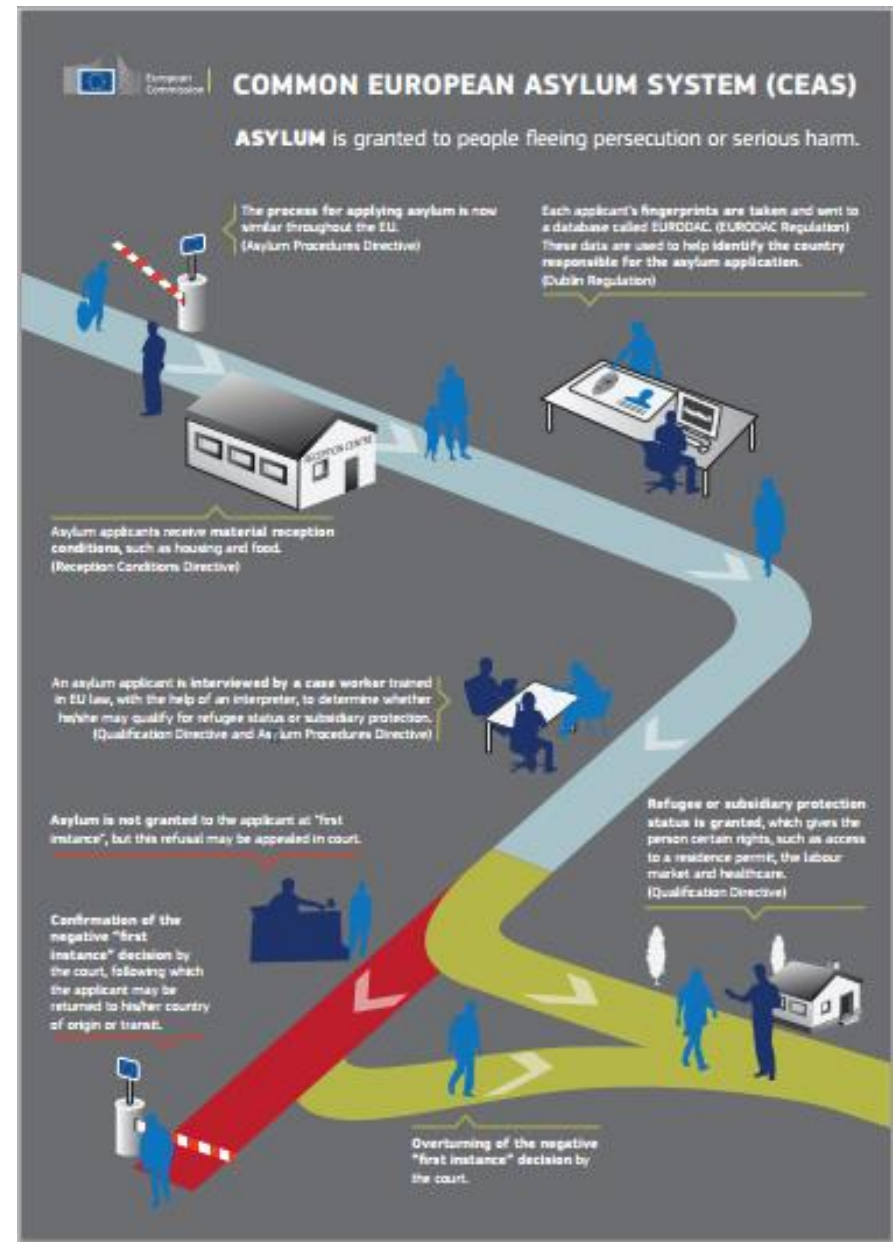 European
Commission
COMMON EUROPEAN ASYLUM SYSTEM (CEAS)
ASYLUM is granted to people fleeing persecution or serious harm.
The process for applying asylum is now
similar throughout the EU.
(Asylum Procedures Directive)
Each applicant's fingerprints are taken and sent to
a database called EURODAC. (EURODAC Regulation)
These data are used to help identify the country
responsible for the asylum application.
(Dublin Regulation)
RECEPTION CENTRE
Asylum applicants receive material reception
conditions, such as housing and food.
(Reception Conditions Directive)
An asylum applicant is interviewed by a case worker trained
in EU law, with the help of an interpreter, to determine whether
he/she may qualify for refugee status or subsidiary protection.
(Qualification Directive and Asylum Procedures Directive)
Asylum is not granted to the applicant at "first
instance", but this refusal may be appealed in court.
Refugee or subsidiary protection
status is granted, which gives the
person certain rights, such as access
to a residence permit, the labour
market and healthcare.
(Qualification Directive)
Confirmation of the
negative "first
instance" decision by
the court, following which
the applicant may be
returned to his/her country
of origin or transit.
Overturning of the negative
"first instance" decision by
the court.